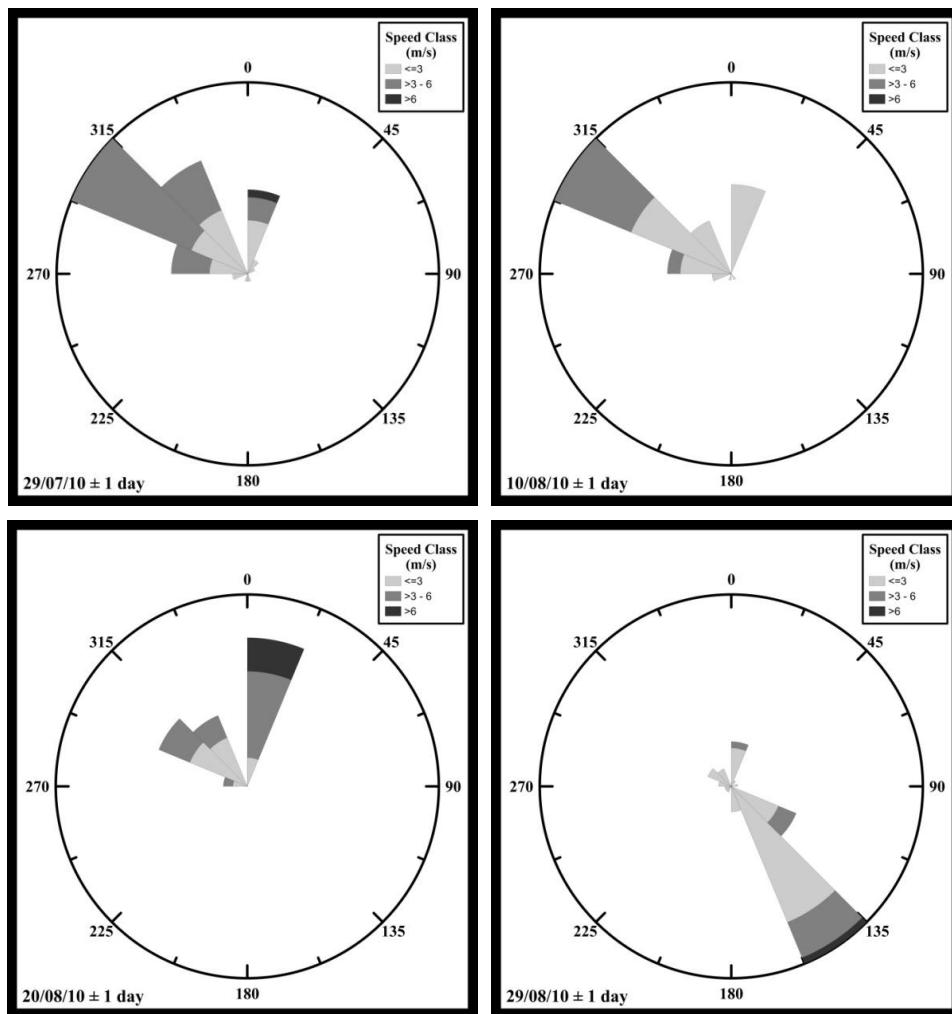 Speed Class
(m/s)
<=3
>3 - 6
>6
0
315
45
270
90
225
135
180
29/07/10 ± 1 day
Speed Class
(m/s)
<=3
>3 - 6
>6
0
315
45
270
90
225
135
180
10/08/10 ± 1 day
Speed Class
(m/s)
<=3
>3 - 6
>6
0
315
45
270
90
225
135
180
20/08/10 ± 1 day
Speed Class
(m/s)
<=3
>3 - 6
>6
0
315
45
270
90
225
135
180
29/08/10 ± 1 day